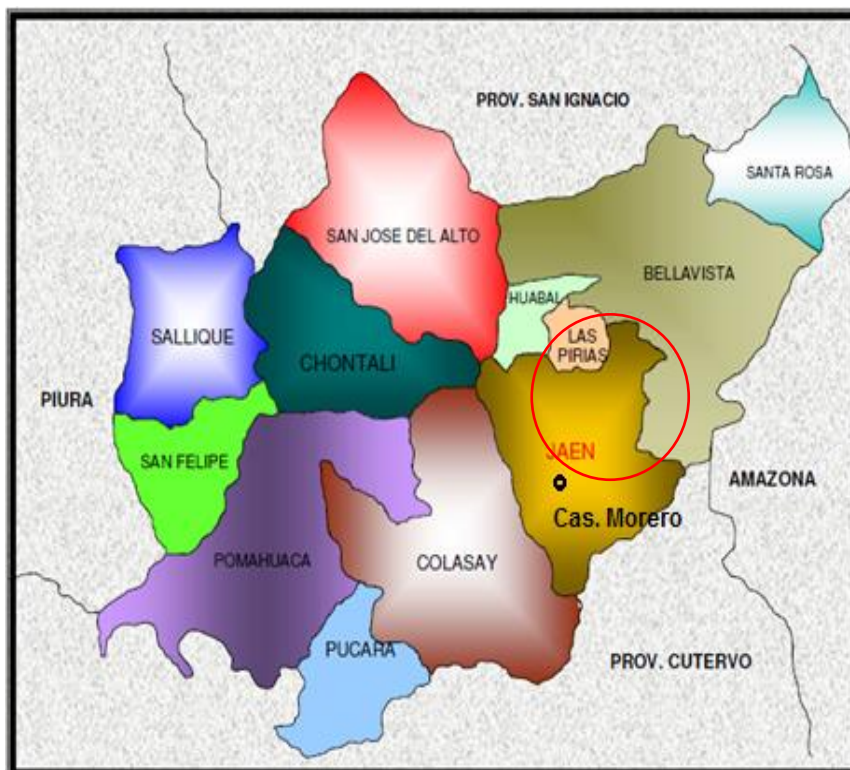 PROV. SAN IGNACIO
SANTA ROSA
SAN JOSE DEL ALTO
BELLAVISTA
HUABAL
SALLIQUE
LAS
PIRIAS
CHONTALI
PIURA
JAEN
SAN FELIPE
AMAZONA
Cas. Morero
POMAHUACA
COLASAY
PUCARA
PROV. CUTERVO